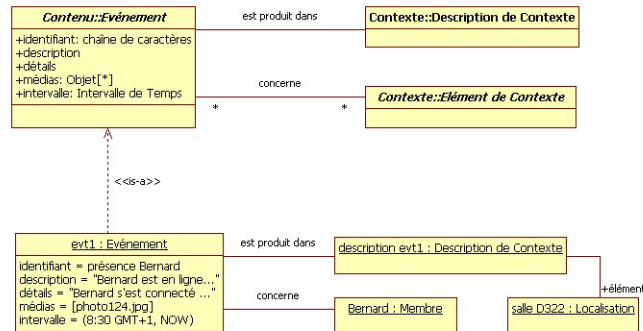 Contenu::Evénement
+identifiant: chaîne de caractères
+description
+détails
+médias: Objet[*]
+intervalle: Intervalle de Temps
est produit dans
Contexte::Description de Contexte
concerne
*
*
Contexte::Elément de Contexte
<<is-a>>
evt1 : Evénement
identifiant = présence Bernard
description = "Bernard est en ligne..."
détails = "Bernard s'est connecté ..."
médias = [photo124.jpg]
intervalle = (8:30 GMT+1, NOW)
est produit dans
description evt1 : Description de Contexte
+élément
concerne
Bernard : Membre
salle D322 : Localisation